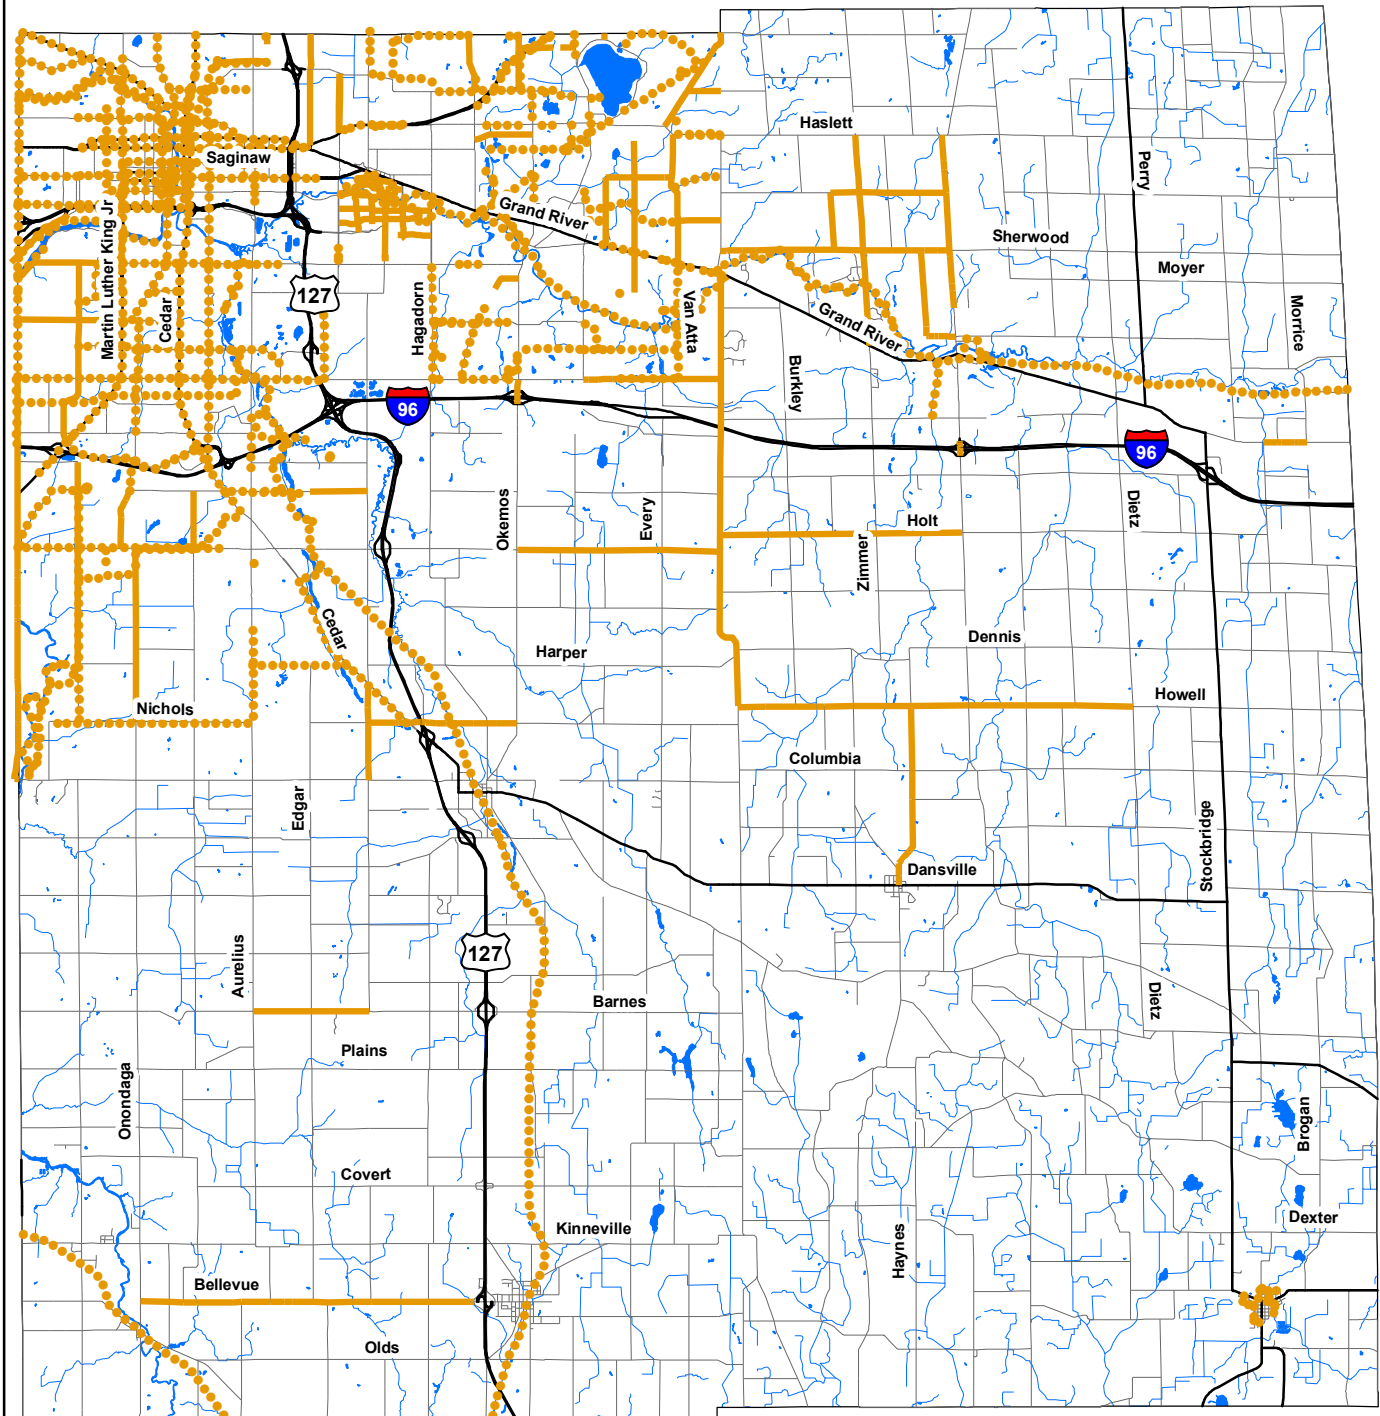 Haslett
Perry
Saginaw
Martin Luther King Jr
Grand River
Sherwood
Moyer
127
Cedar
Hagadorn
Van Atta
Grand River
Morrice
Burkley
96
96
Okemos
Every
Holt
Dietz
Zimmer
Cedar
Harper
Dennis
Nichols
Howell
Columbia
Edgar
Stockbridge
Dansville
Aurelius
127
Barnes
Dietz
Plains
Onondaga
Brogan
Covert
Kinneville
Dexter
Haynes
Bellevue
Olds